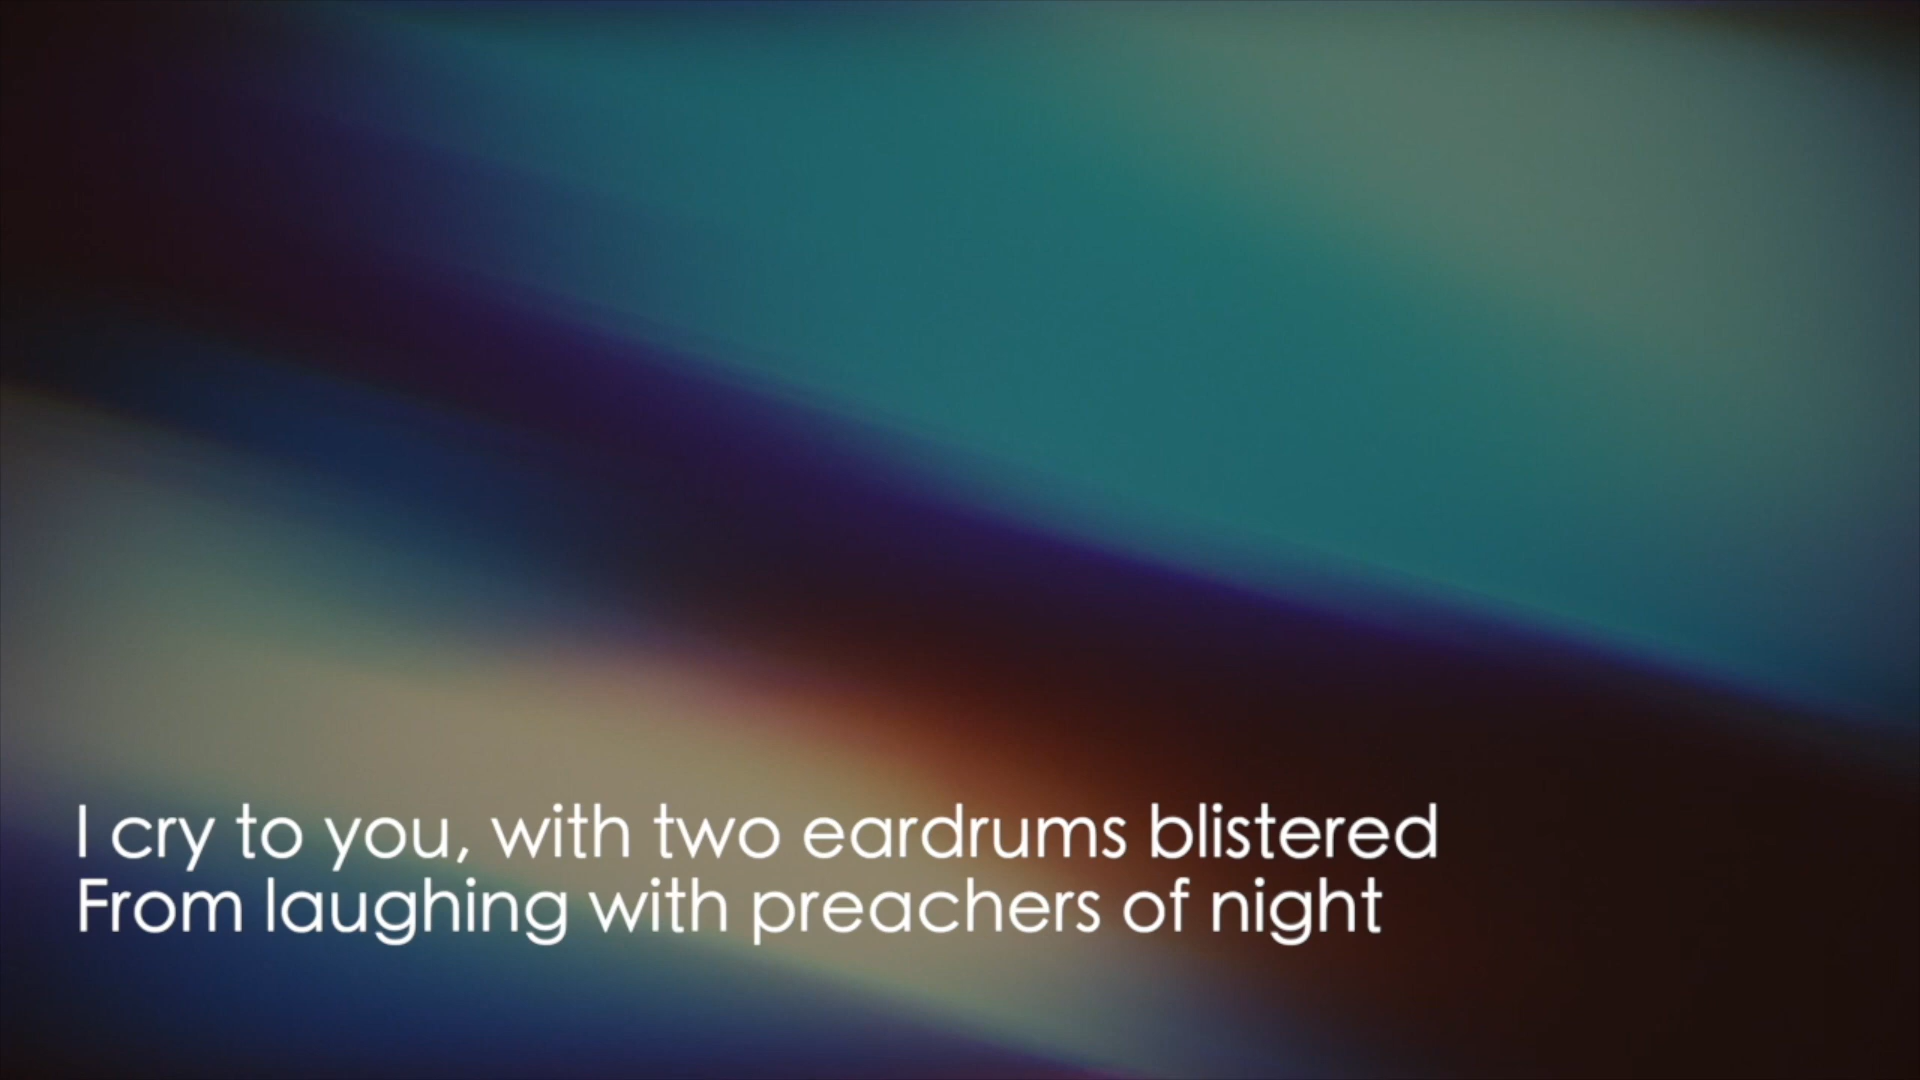 I cry to you, with two eardrums blistered
From laughing with preachers of night